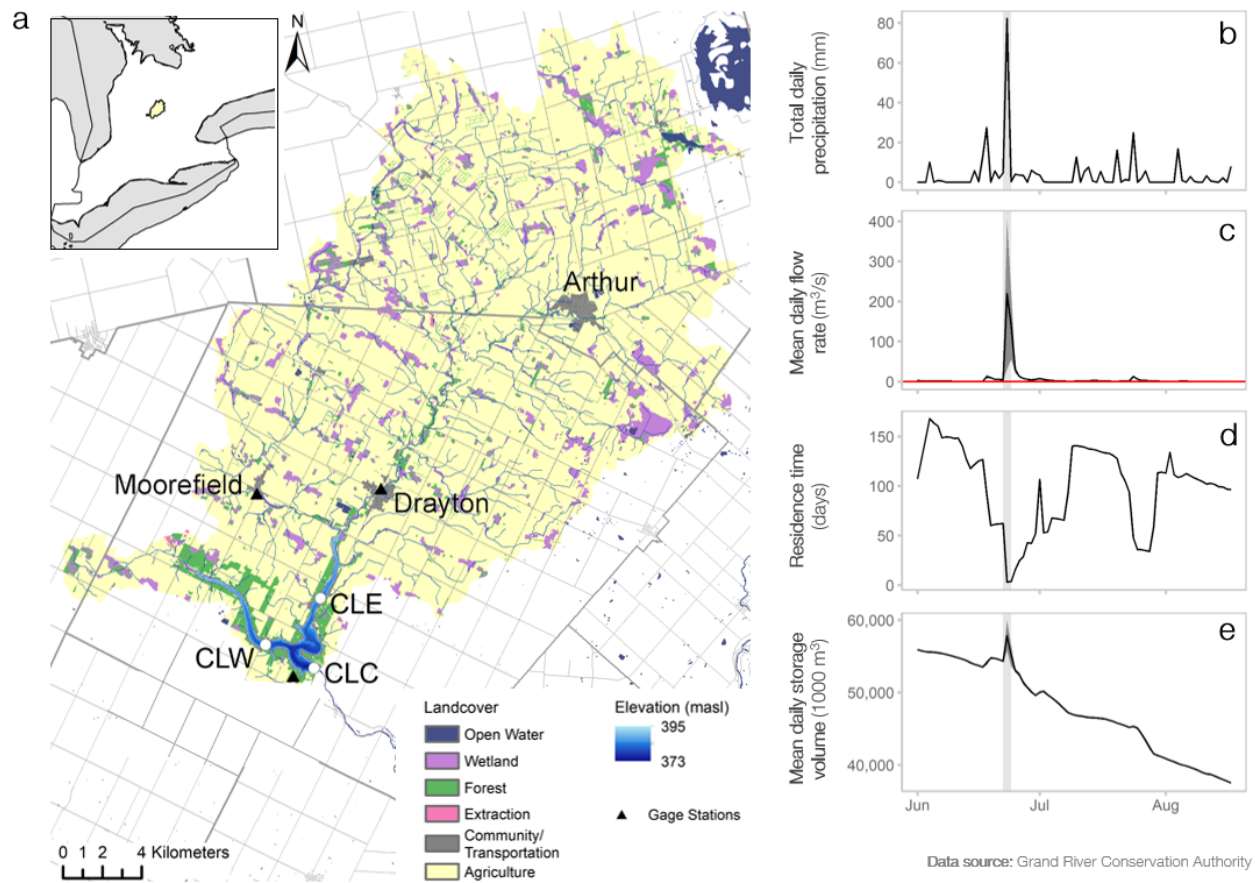 a
N
Arthur
Moorefield
Drayton
CLE
CLW
CLC
Landcover
Open Water
Wetland
Forest
Extraction
Community/
Transportation
Agriculture
Elevation (masl)
395
373
Gage Stations
0 1 2 4 Kilometers
b
Total daily
precipitation (mm)
80
60
40
20
0
c
Mean daily flow
rate (m³/s)
400
300
200
100
0
d
Residence time
(days)
150
100
50
0
e
Mean daily storage
volume (1000 m³)
60,000
50,000
40,000
Jun
Jul
Aug
Data source: Grand River Conservation Authority